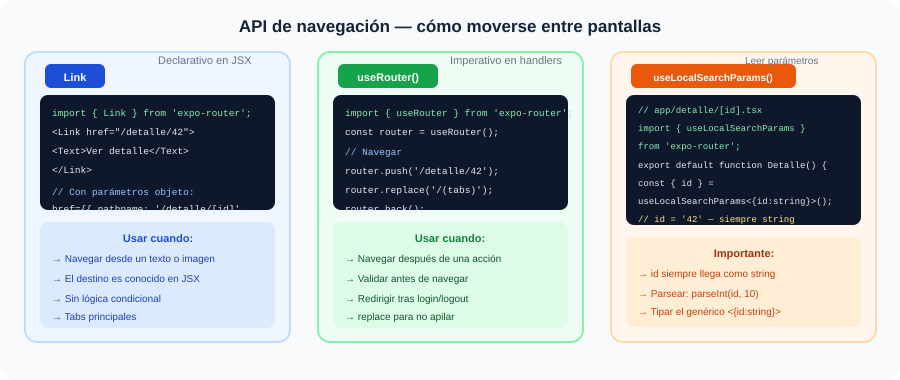 API de navegación — cómo moverse entre pantallas
Declarativo en JSX
Link
import { Link } from 'expo-router';
<Link href="/detalle/42">
<Text>Ver detalle</Text>
</Link>
// Con parámetros objeto:
href={{ pathname: '/detalle/[id]'
Usar cuando:
→ Navegar desde un texto o imagen
→ El destino es conocido en JSX
→ Sin lógica condicional
→ Tabs principales
Imperativo en handlers
useRouter()
import { useRouter } from 'expo-router';
const router = useRouter();
// Navegar
router.push('/detalle/42');
router.replace('/(tabs)');
router.back();
Usar cuando:
→ Navegar después de una acción
→ Validar antes de navegar
→ Redirigir tras login/logout
→ replace para no apilar
Leer parámetros
useLocalSearchParams()
// app/detalle/[id].tsx
import { useLocalSearchParams }
from 'expo-router';
export default function Detalle() {
const { id } =
useLocalSearchParams<{id:string}>();
// id = '42' — siempre string
Importante:
→ id siempre llega como string
→ Parsear: parseInt(id, 10)
→ Tipar el genérico <{id:string}>